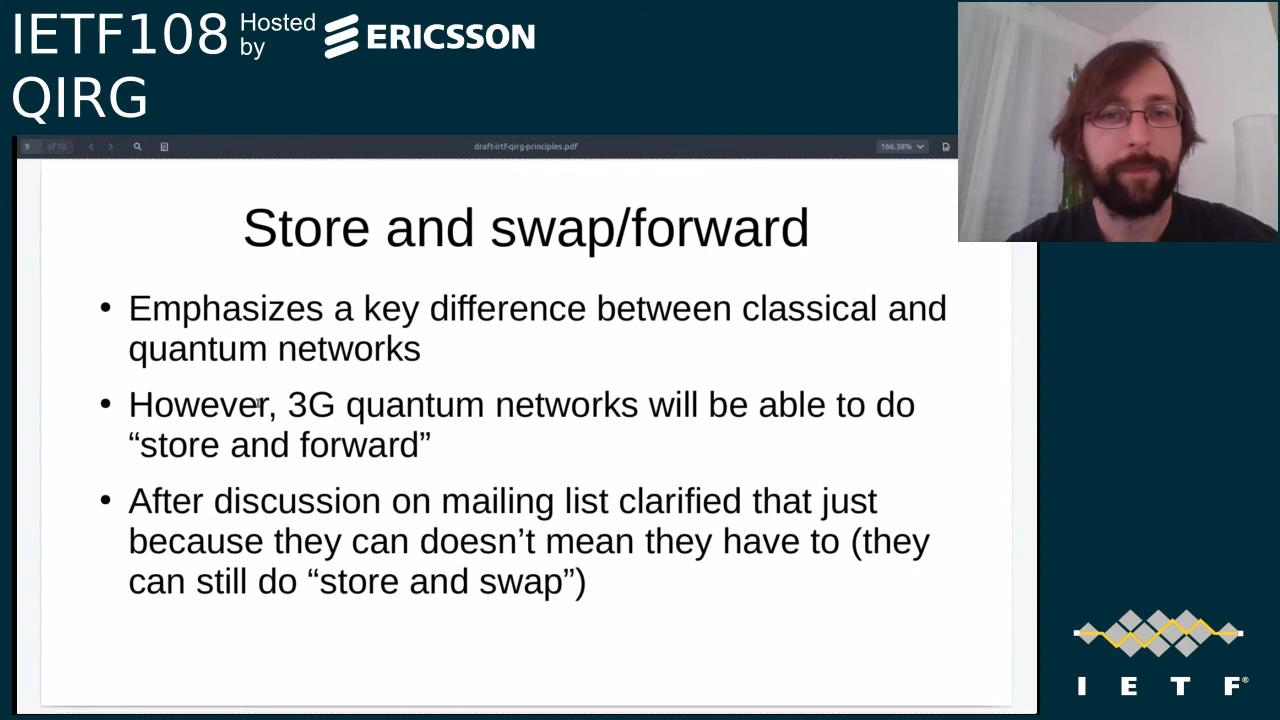 IETF108 Hosted by ERICSSON
QIRG
9 of 12 draft-irtf-qirg-principles.pdf 166.38%
Store and swap/forward
• Emphasizes a key difference between classical and
quantum networks
• However, 3G quantum networks will be able to do
“store and forward”
• After discussion on mailing list clarified that just
because they can doesn’t mean they have to (they
can still do “store and swap”)
I E T F®